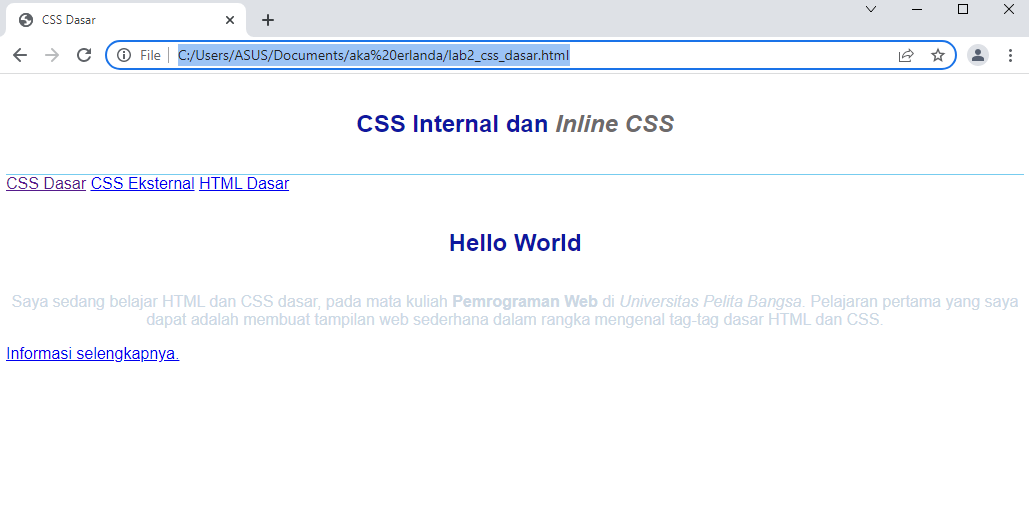 CSS Dasar
File C:/Users/ASUS/Documents/aka%20erlanda/lab2_css_dasar.html
CSS Internal dan Inline CSS
CSS Dasar CSS Eksternal HTML Dasar
Hello World
Saya sedang belajar HTML dan CSS dasar, pada mata kuliah Pemrograman Web di Universitas Pelita Bangsa. Pelajaran pertama yang saya
dapat adalah membuat tampilan web sederhana dalam rangka mengenal tag-tag dasar HTML dan CSS.
Informasi selengkapnya.